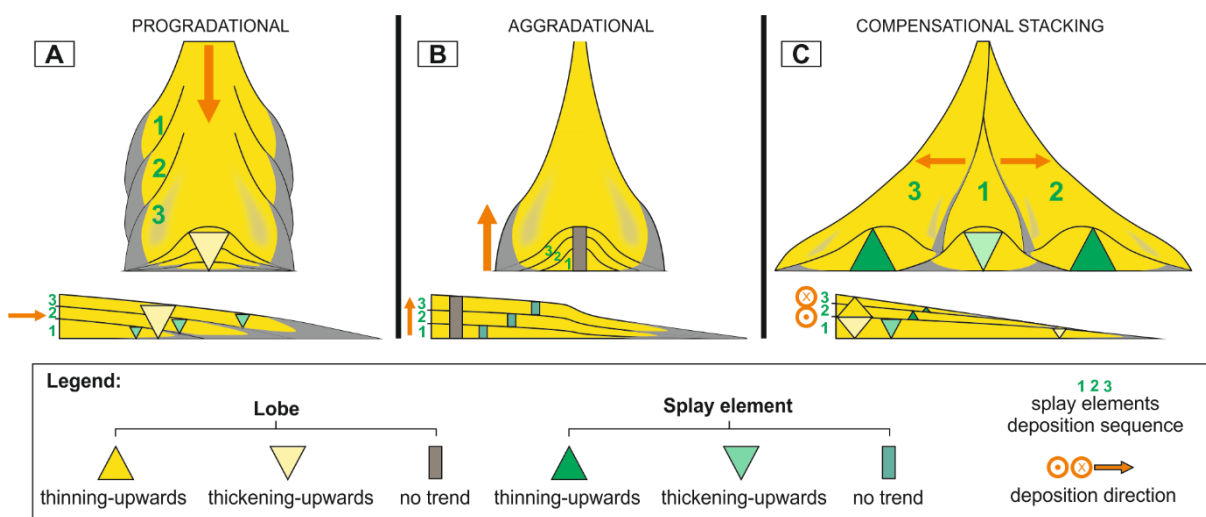 PROGRADATIONAL
AGGRADATIONAL
COMPENSATIONAL STACKING
A
B
C
1
2
3
3
2
1
3
1
2
3
2
1
3
2
1
x
3
2
1
Legend:
Lobe
Splay element
1 2 3
splay elements
deposition sequence
x
thinning-upwards
thickening-upwards
no trend
thinning-upwards
thickening-upwards
no trend
deposition direction